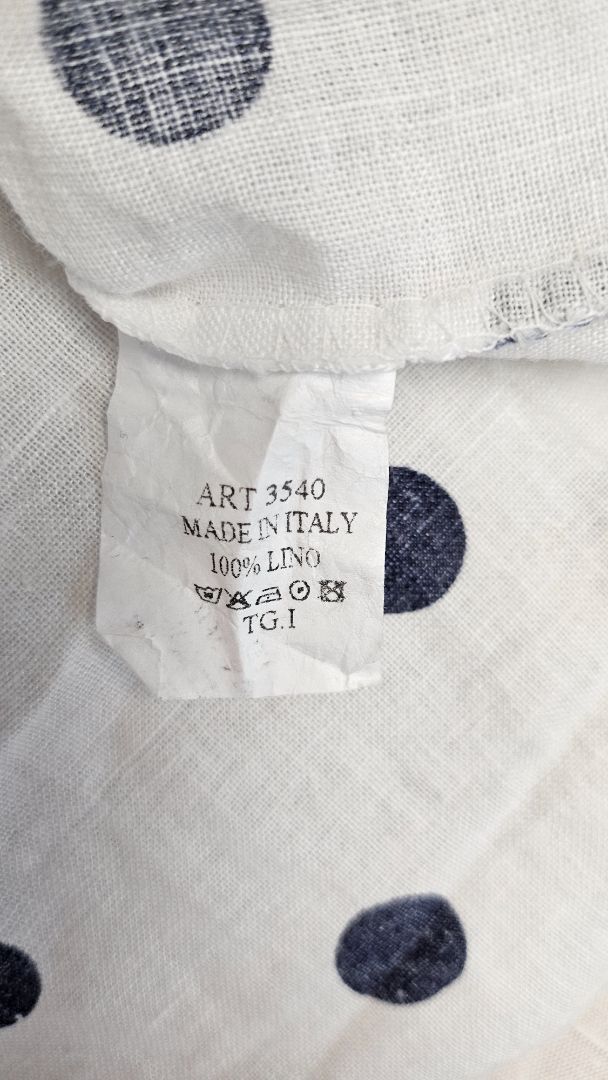 ART 3540
MADE IN ITALY
100% LINO
TG.I